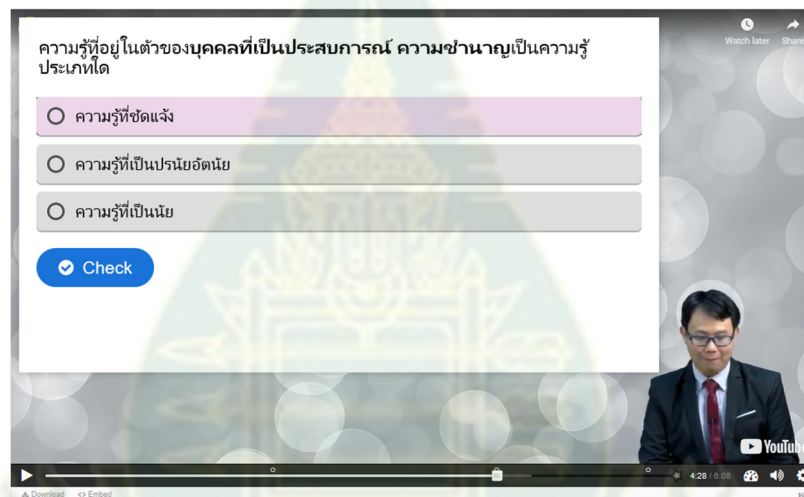 Watch later Share
ความรู้ที่อยู่ในตัวของบุคคลที่เป็นประสบการณ์ ความชำนาญเป็นความรู้
ประเภทใด
ความรู้ที่ชัดแจ้ง
ความรู้ที่เป็นปรนัยอัตนัย
ความรู้ที่เป็นนัย
Check
YouTube
4:28 / 6:08
Download <> Embed